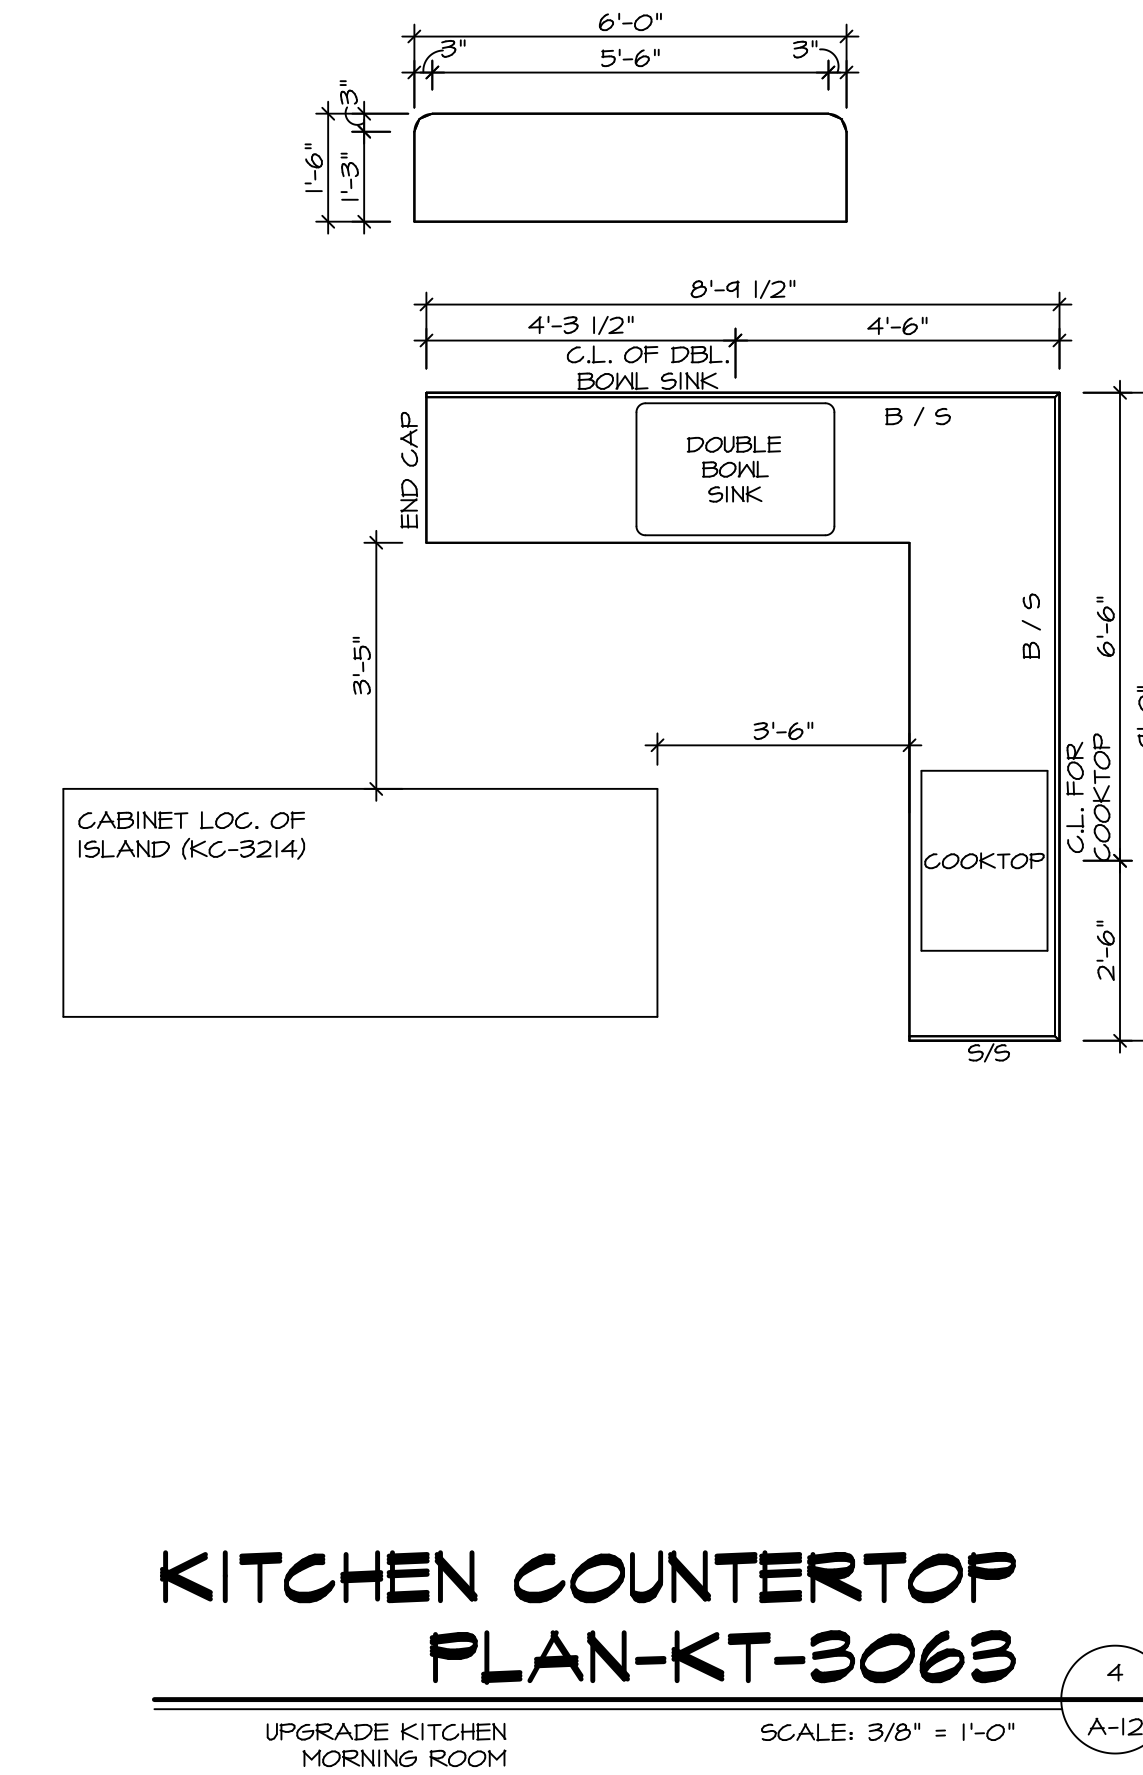 6'-0"
3"
5'-6"
3"
3"
1'-6"
1'-3"
8'-9 1/2"
4'-3 1/2"
4'-6"
C.L. OF DBL.
BOWL SINK
END CAP
DOUBLE
BOWL
SINK
B / S
B / S
6'-6"
3'-5"
3'-6"
C.L. FOR
COOKTOP
CABINET LOC. OF
ISLAND (KC-3214)
COOKTOP
2'-6"
S/S
KITCHEN COUNTERTOP
PLAN-KT-3063
4
A-12
UPGRADE KITCHEN
MORNING ROOM
SCALE: 3/8" = 1'-0"